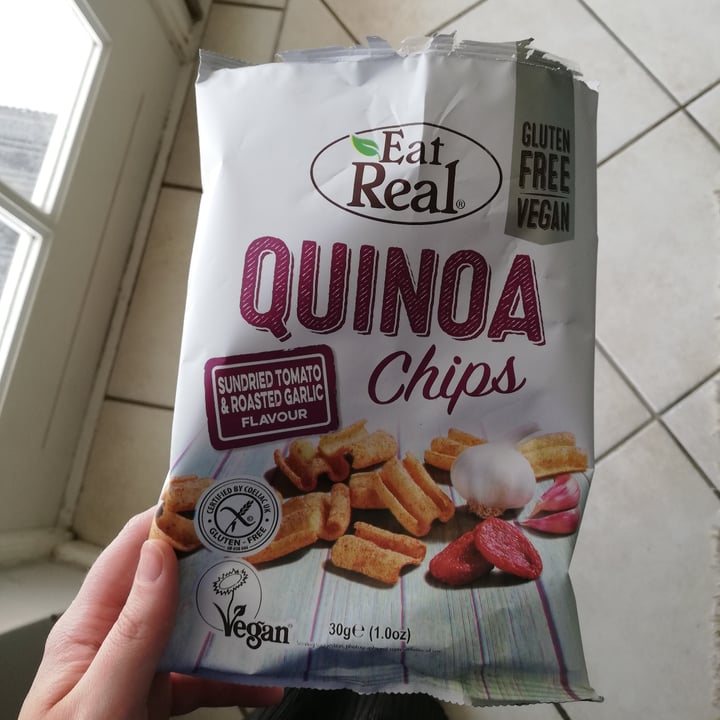 Eat
Real®
GLUTEN
FREE
VEGAN
QUINOA
Chips
SUNDRIED TOMATO
& ROASTED GARLIC
FLAVOUR
CERTIFIED BY COELIAC UK
GLUTEN-FREE
Vegan
30g℮ (1.0oz)